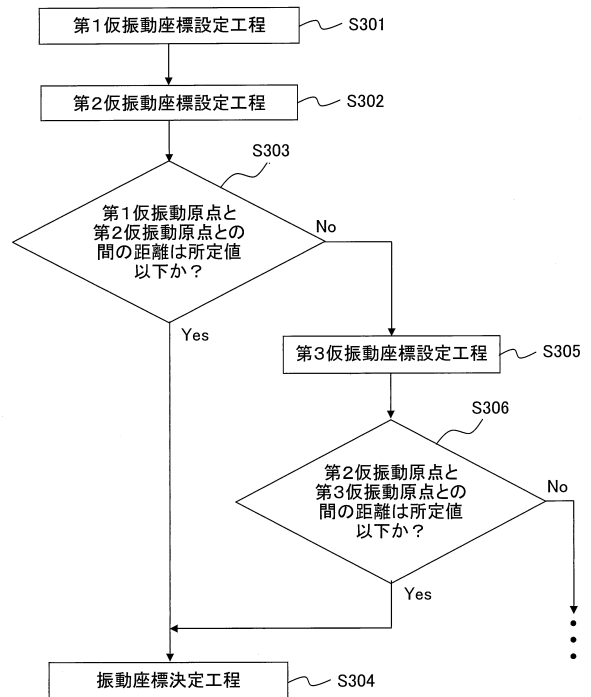 第1仮振動座標設定工程
S301
第2仮振動座標設定工程
S302
S303
第1仮振動原点と
第2仮振動原点との
間の距離は所定値
以下か？
No
Yes
第3仮振動座標設定工程
S305
S306
第2仮振動原点と
第3仮振動原点との
間の距離は所定値
以下か？
No
Yes
振動座標決定工程
S304